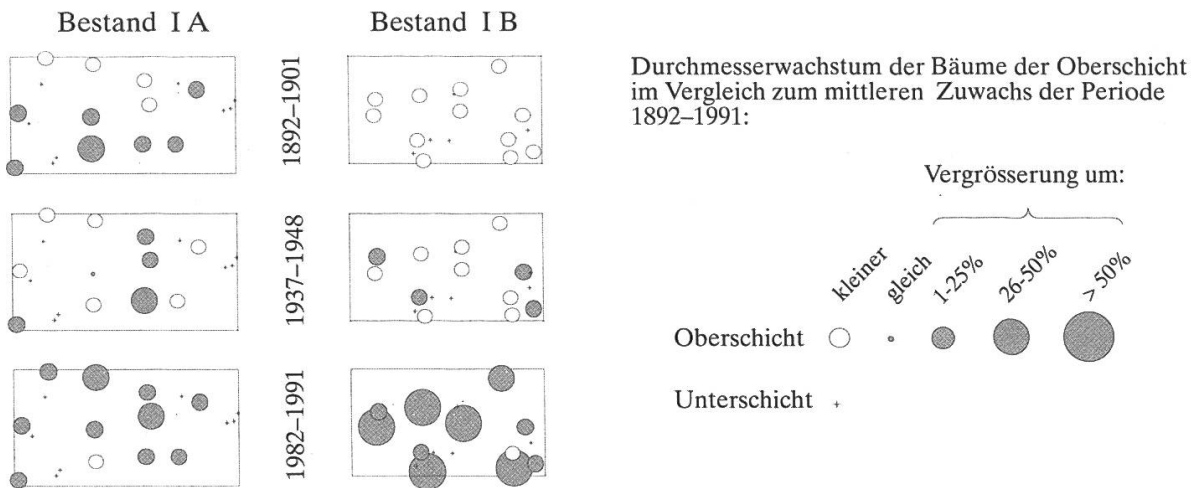 Bestand I A
Bestand I B
1892–1901
1937–1948
1982–1991
Durchmesserwachstum der Bäume der Oberschicht
im Vergleich zum mittleren Zuwachs der Periode
1892–1991:
Vergrösserung um:
kleiner
gleich
1-25%
26-50%
> 50%
Oberschicht
Unterschicht